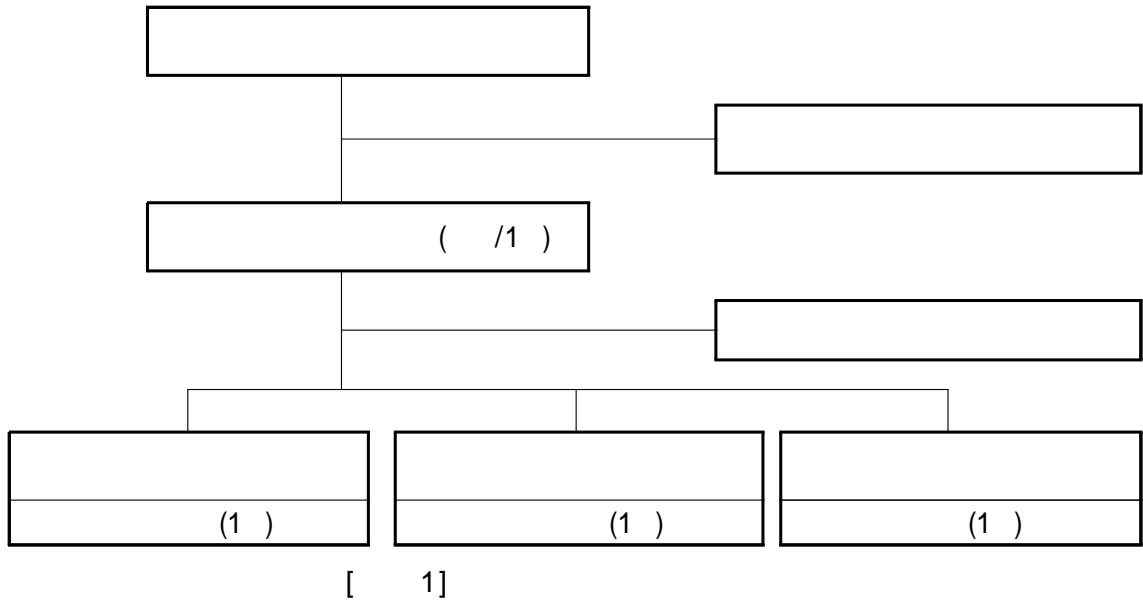 ( /1 )
(1 ) (1 ) (1 )
[ 1]